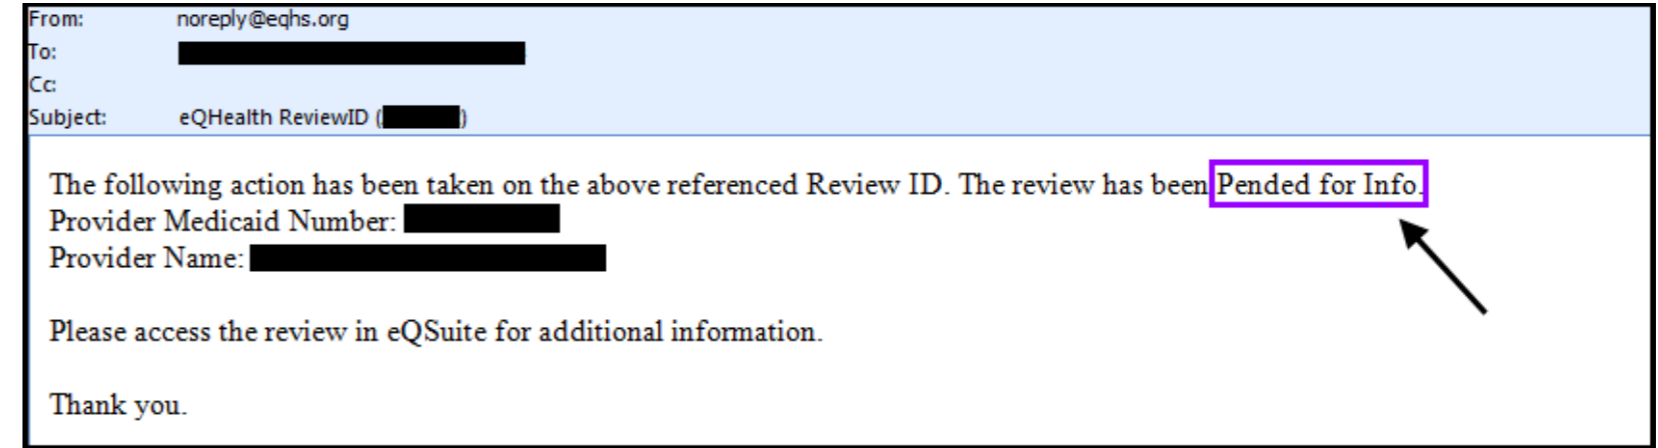 From: noreply@eqhs.org
To:
Cc:
Subject: eQHealth ReviewID ( )
The following action has been taken on the above referenced Review ID. The review has been Pended for Info.
Provider Medicaid Number:
Provider Name:
Please access the review in eQSuite for additional information.
Thank you.